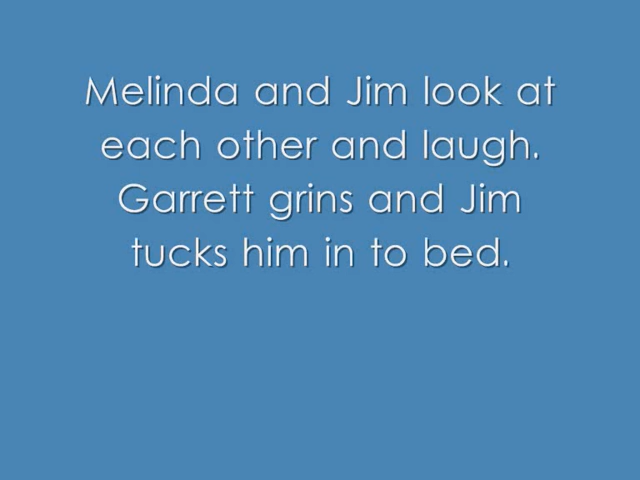 Melinda and Jim look at
each other and laugh.
Garrett grins and Jim
tucks him in to bed.